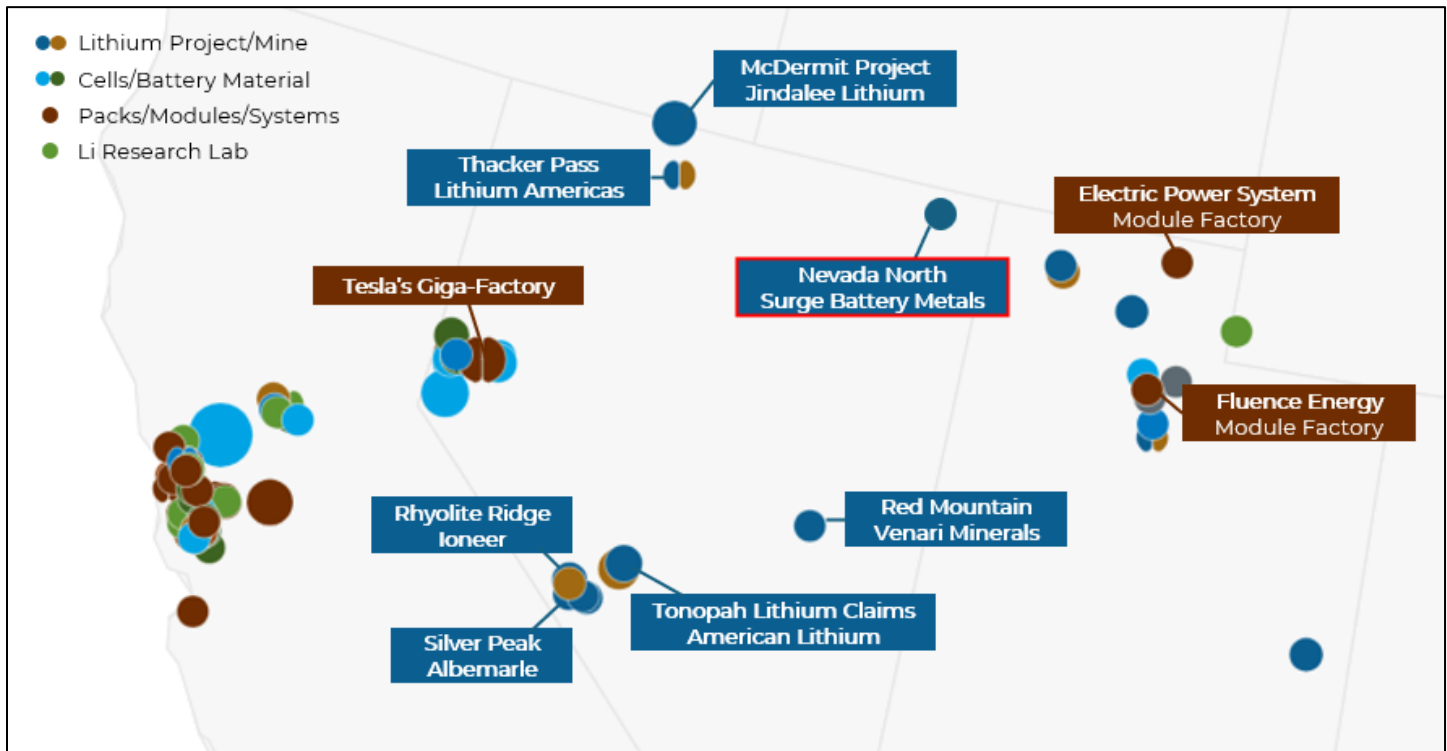 Lithium Project/Mine
Cells/Battery Material
Packs/Modules/Systems
Li Research Lab
McDermit Project
Jindalee Lithium
Thacker Pass
Lithium Americas
Electric Power System
Module Factory
Nevada North
Surge Battery Metals
Tesla's Giga-Factory
Fluence Energy
Module Factory
Rhyolite Ridge
Ioneer
Red Mountain
Venari Minerals
Tonopah Lithium Claims
American Lithium
Silver Peak
Albemarle